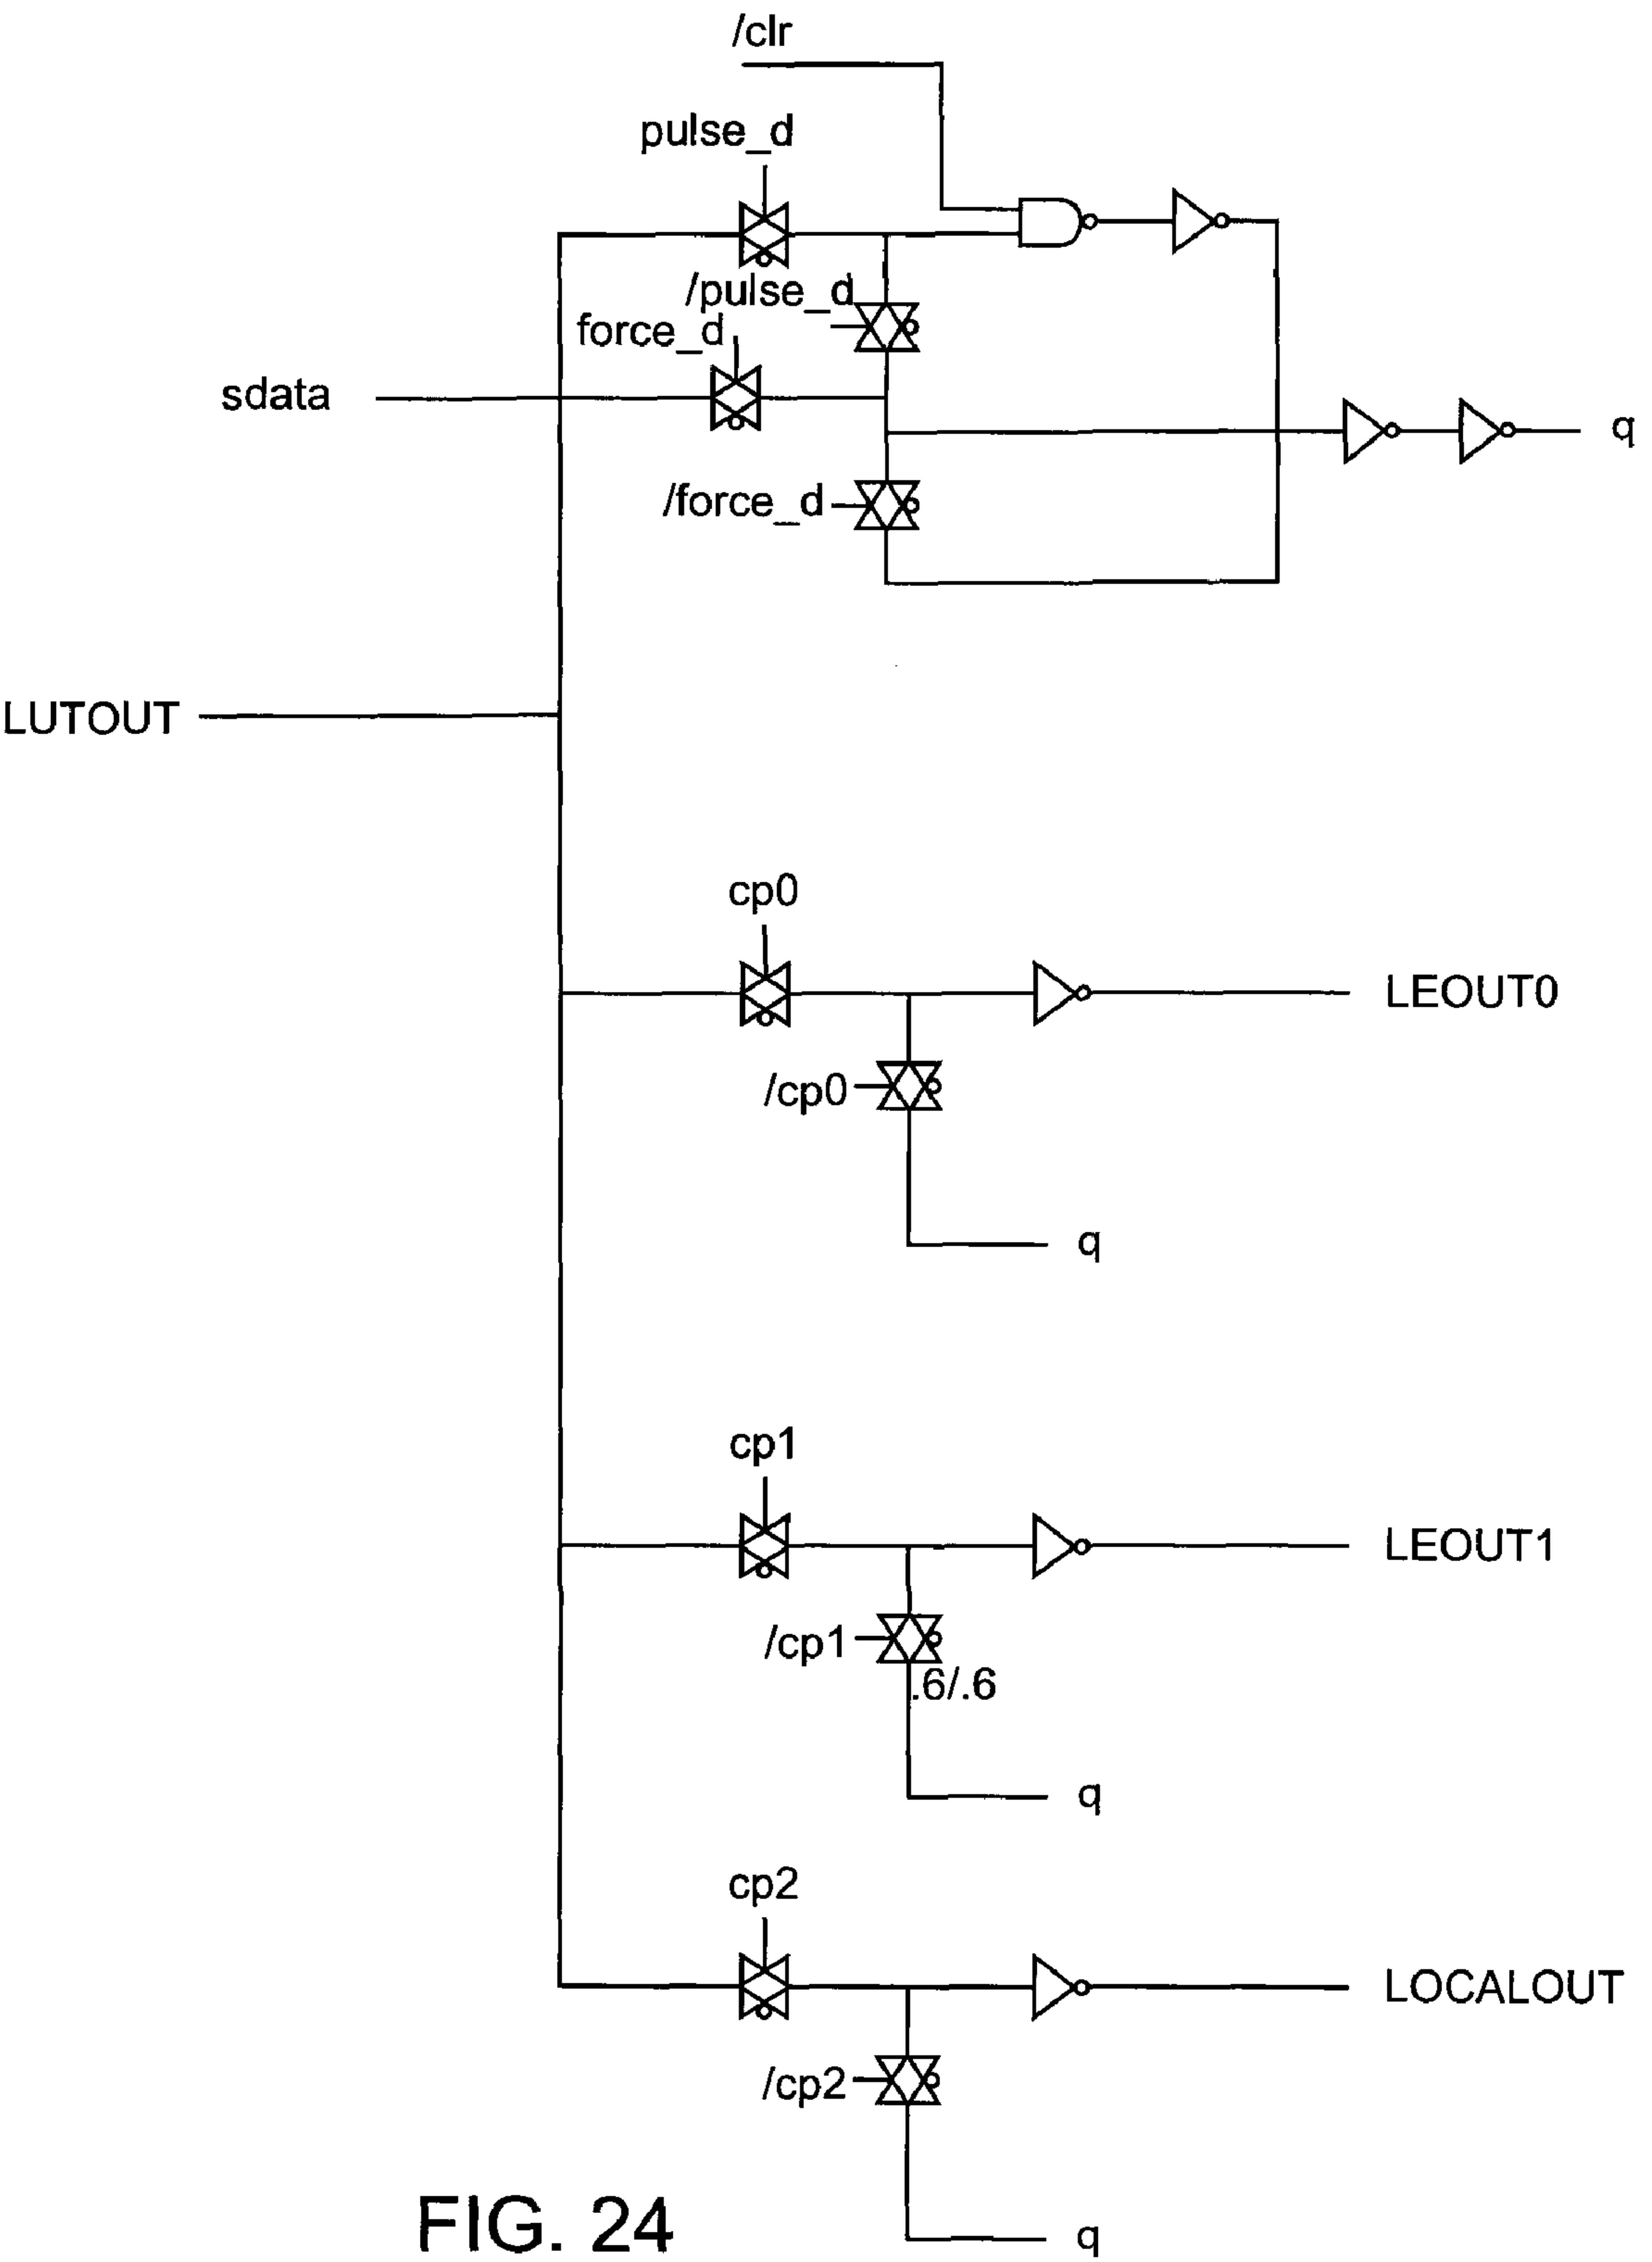 /clr
pulse_d
/pulse_d
force_d
sdata
q
/force_d
LUTOUT
cp0
LEOUT0
/cp0
q
cp1
LEOUT1
/cp1
.6/.6
q
cp2
LOCALOUT
/cp2
q
FIG. 24